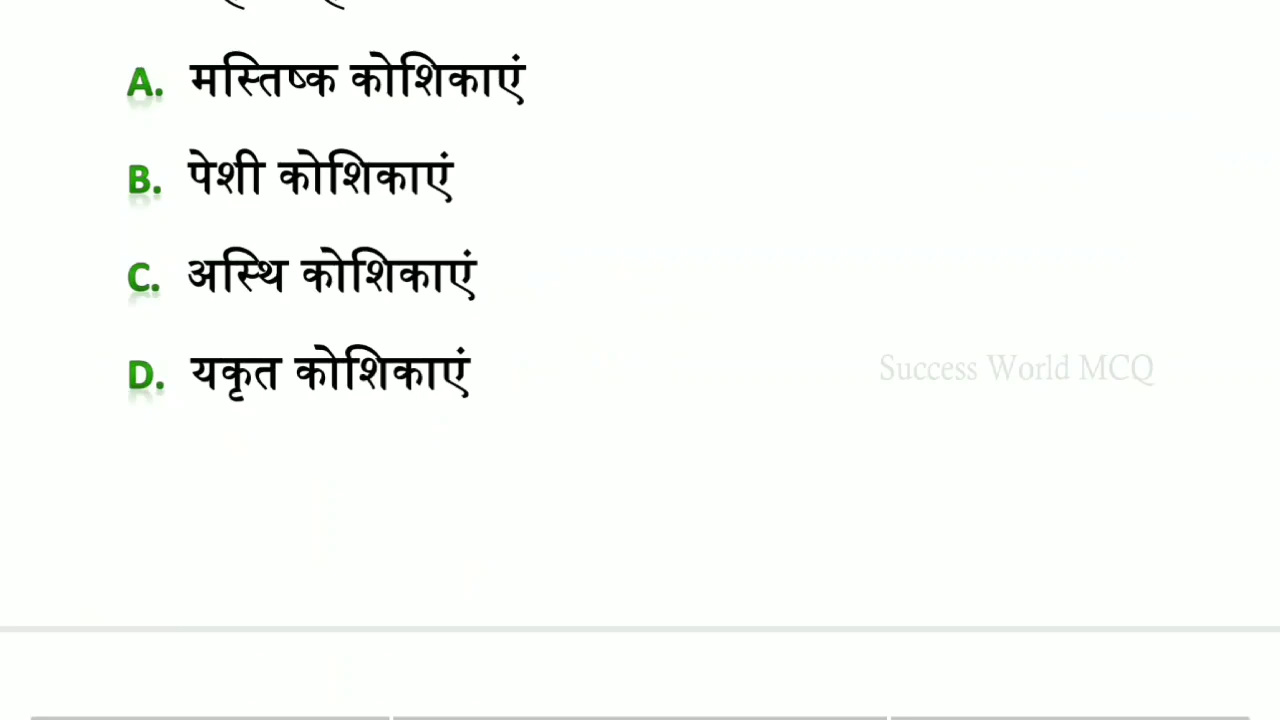 A. मस्तिष्क कोशिकाएं
B. पेशी कोशिकाएं
C. अस्थि कोशिकाएं
D. यकृत कोशिकाएं
Success World MCQ